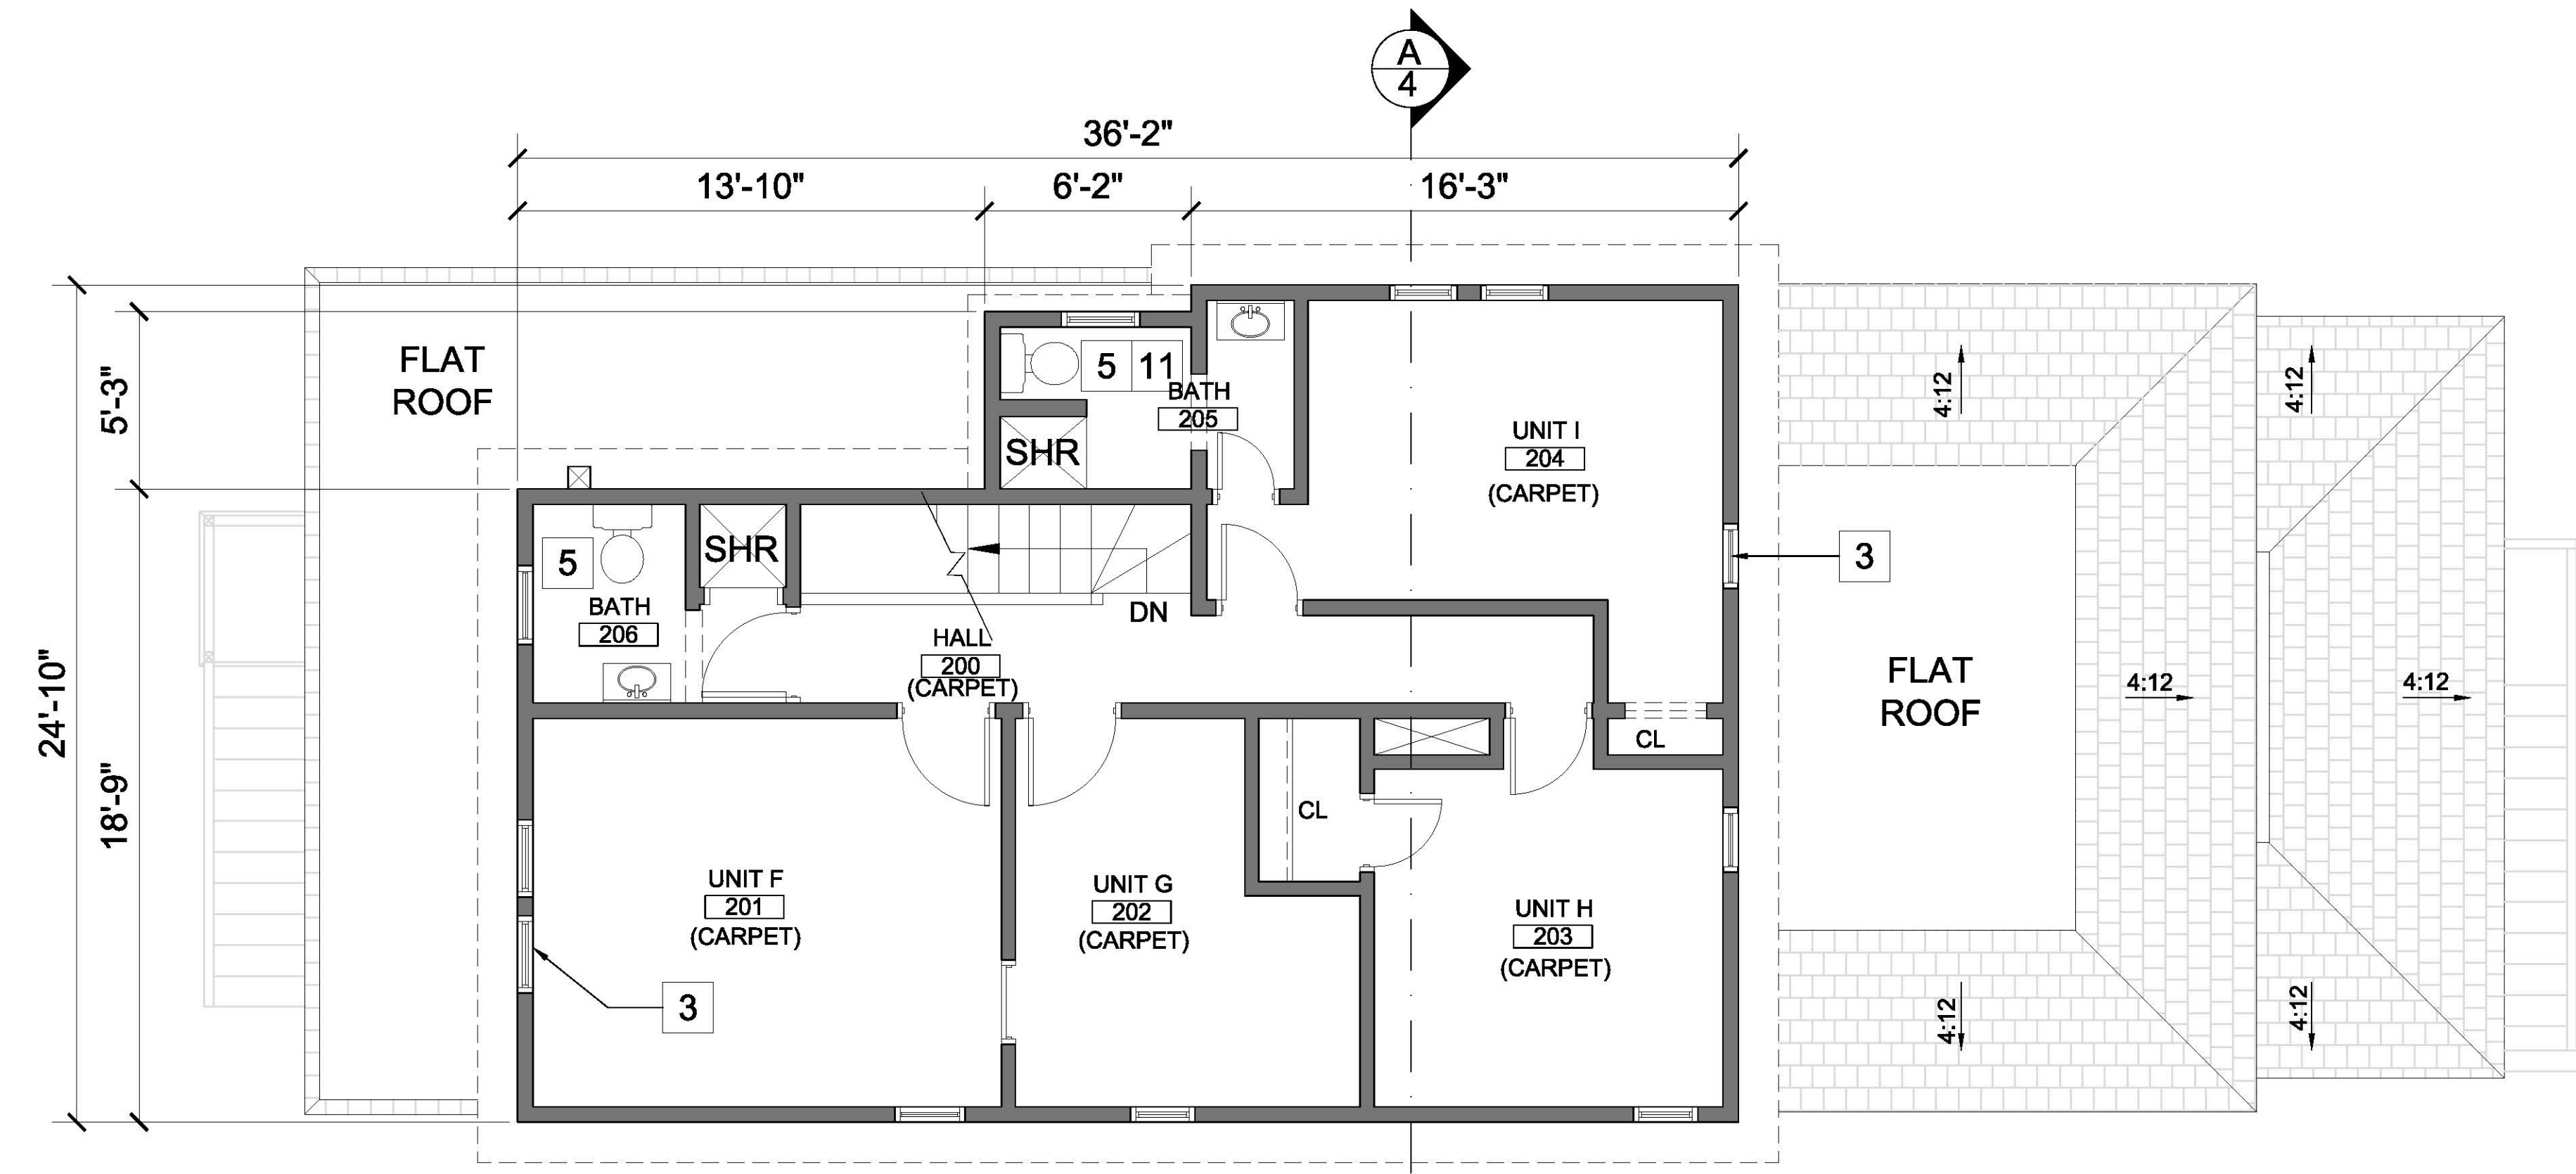 A
4
36'-2"
13'-10"
6'-2"
16'-3"
24'-10"
5'-3"
18'-9"
FLAT
ROOF
5
11
BATH
205
SHR
UNIT I
204
(CARPET)
4:12
4:12
3
5
SHR
BATH
206
DN
HALL
200
(CARPET)
FLAT
ROOF
4:12
4:12
CL
CL
UNIT F
201
(CARPET)
UNIT G
202
(CARPET)
UNIT H
203
(CARPET)
3
4:12
4:12